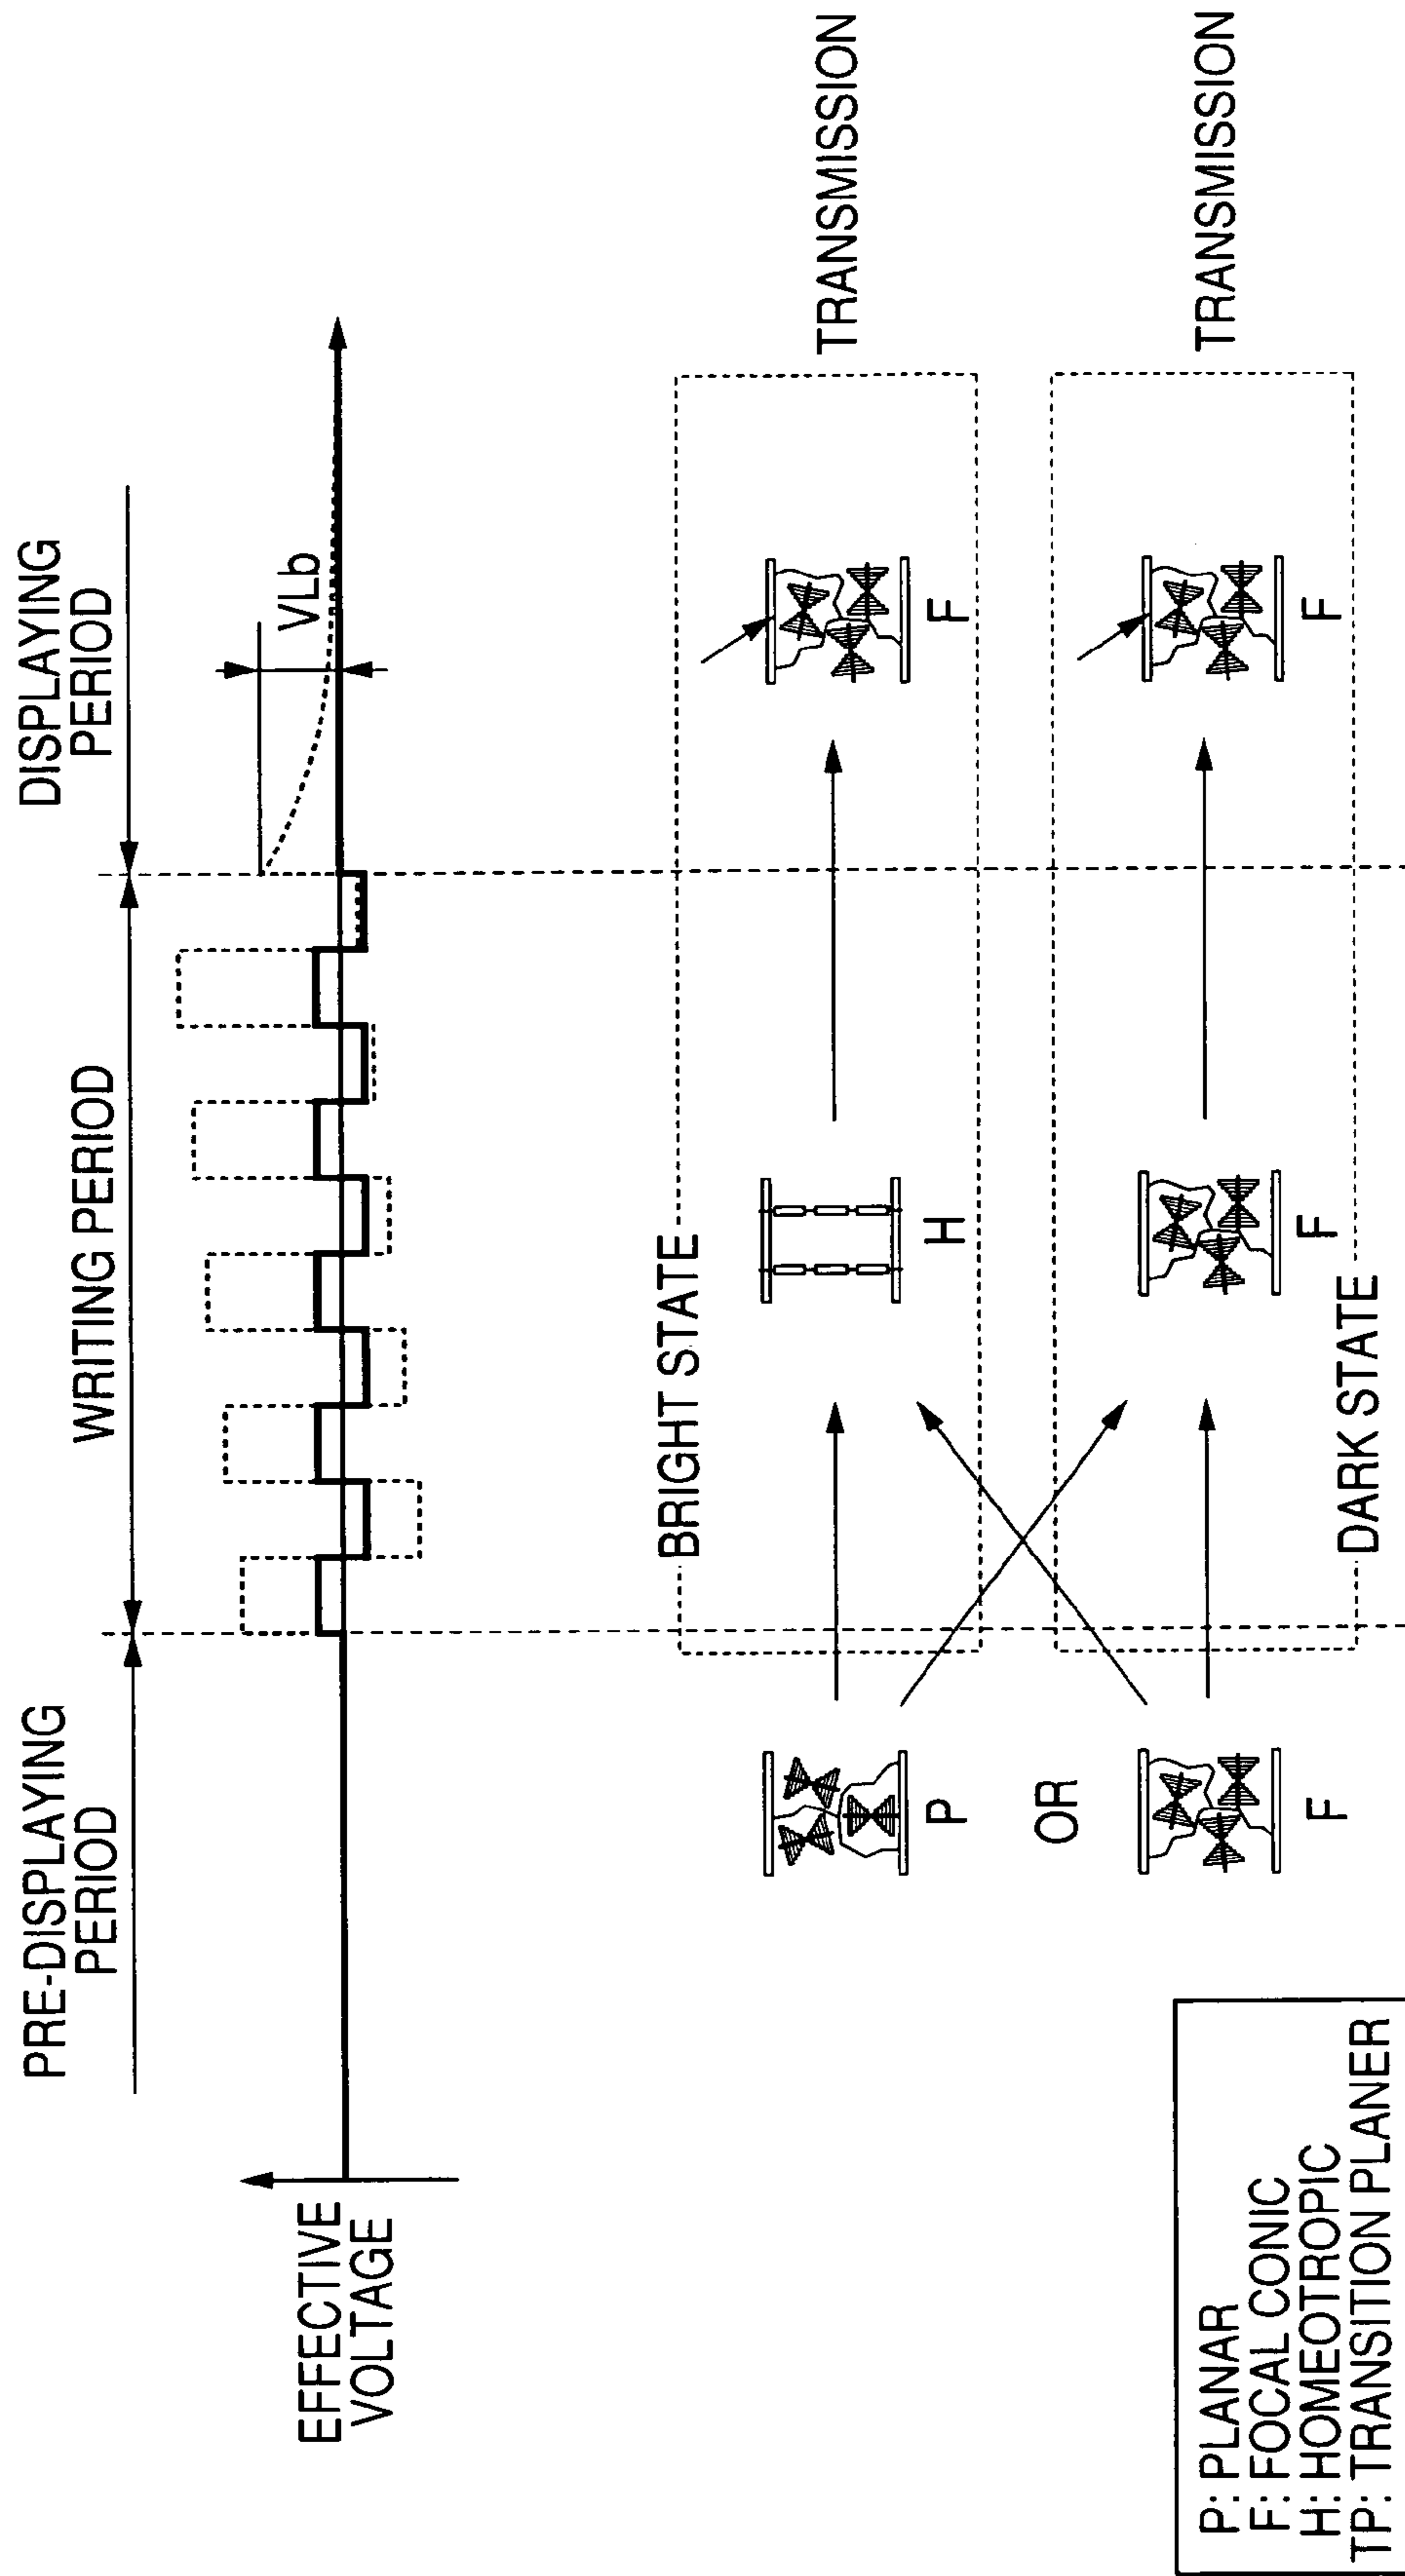 PRE-DISPLAYING
PERIOD
WRITING PERIOD
DISPLAYING
PERIOD
VLb
EFFECTIVE
VOLTAGE
BRIGHT STATE
P
H
F
TRANSMISSION
OR
F
F
F
TRANSMISSION
DARK STATE
P: PLANAR
F: FOCAL CONIC
H: HOMEOTROPIC
TP: TRANSITION PLANER